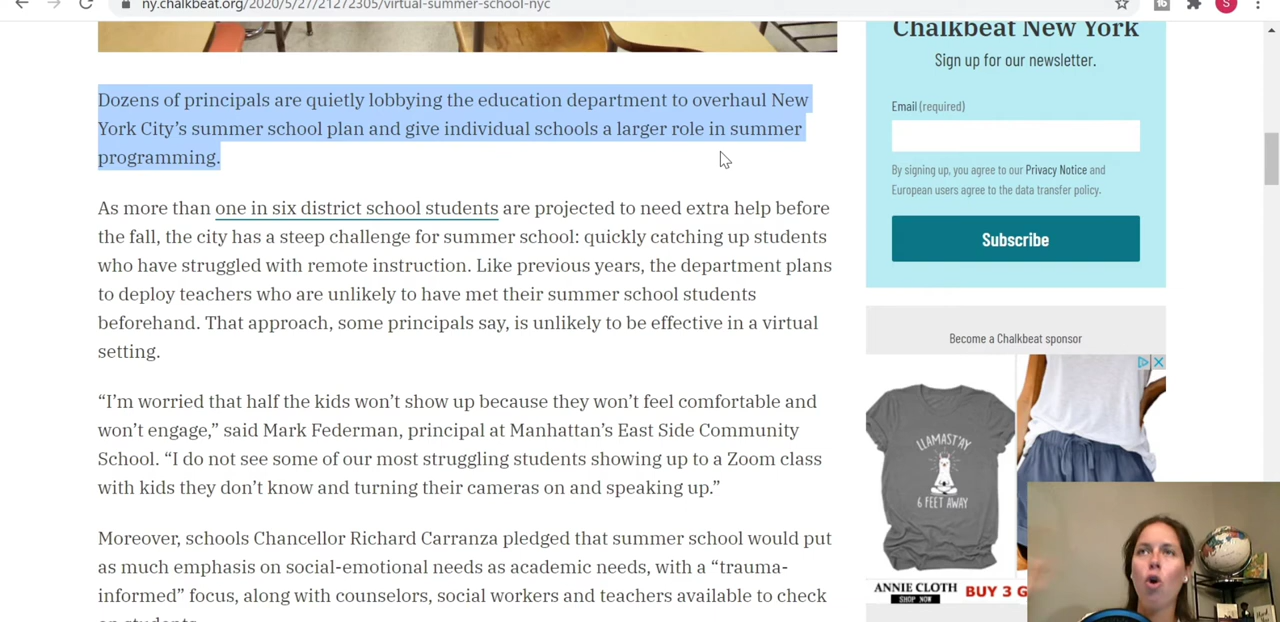 ny.chalkbeat.org/2020/5/27/21272305/virtual-summer-school-nyc
S
Dozens of principals are quietly lobbying the education department to overhaul New
York City’s summer school plan and give individual schools a larger role in summer
programming.
As more than one in six district school students are projected to need extra help before
the fall, the city has a steep challenge for summer school: quickly catching up students
who have struggled with remote instruction. Like previous years, the department plans
to deploy teachers who are unlikely to have met their summer school students
beforehand. That approach, some principals say, is unlikely to be effective in a virtual
setting.
“I’m worried that half the kids won’t show up because they won’t feel comfortable and
won’t engage,” said Mark Federman, principal at Manhattan’s East Side Community
School. “I do not see some of our most struggling students showing up to a Zoom class
with kids they don’t know and turning their cameras on and speaking up.”
Moreover, schools Chancellor Richard Carranza pledged that summer school would put
as much emphasis on social-emotional needs as academic needs, with a “trauma-
informed” focus, along with counselors, social workers and teachers available to check
on students.
Chalkbeat New York
Sign up for our newsletter.
Email (required)
By signing up, you agree to our Privacy Notice and
European users agree to the data transfer policy.
Subscribe
Become a Chalkbeat sponsor
LLAMAST'AY
6 FEET AWAY
ANNIE CLOTH
SHOP NOW
BUY 3 G